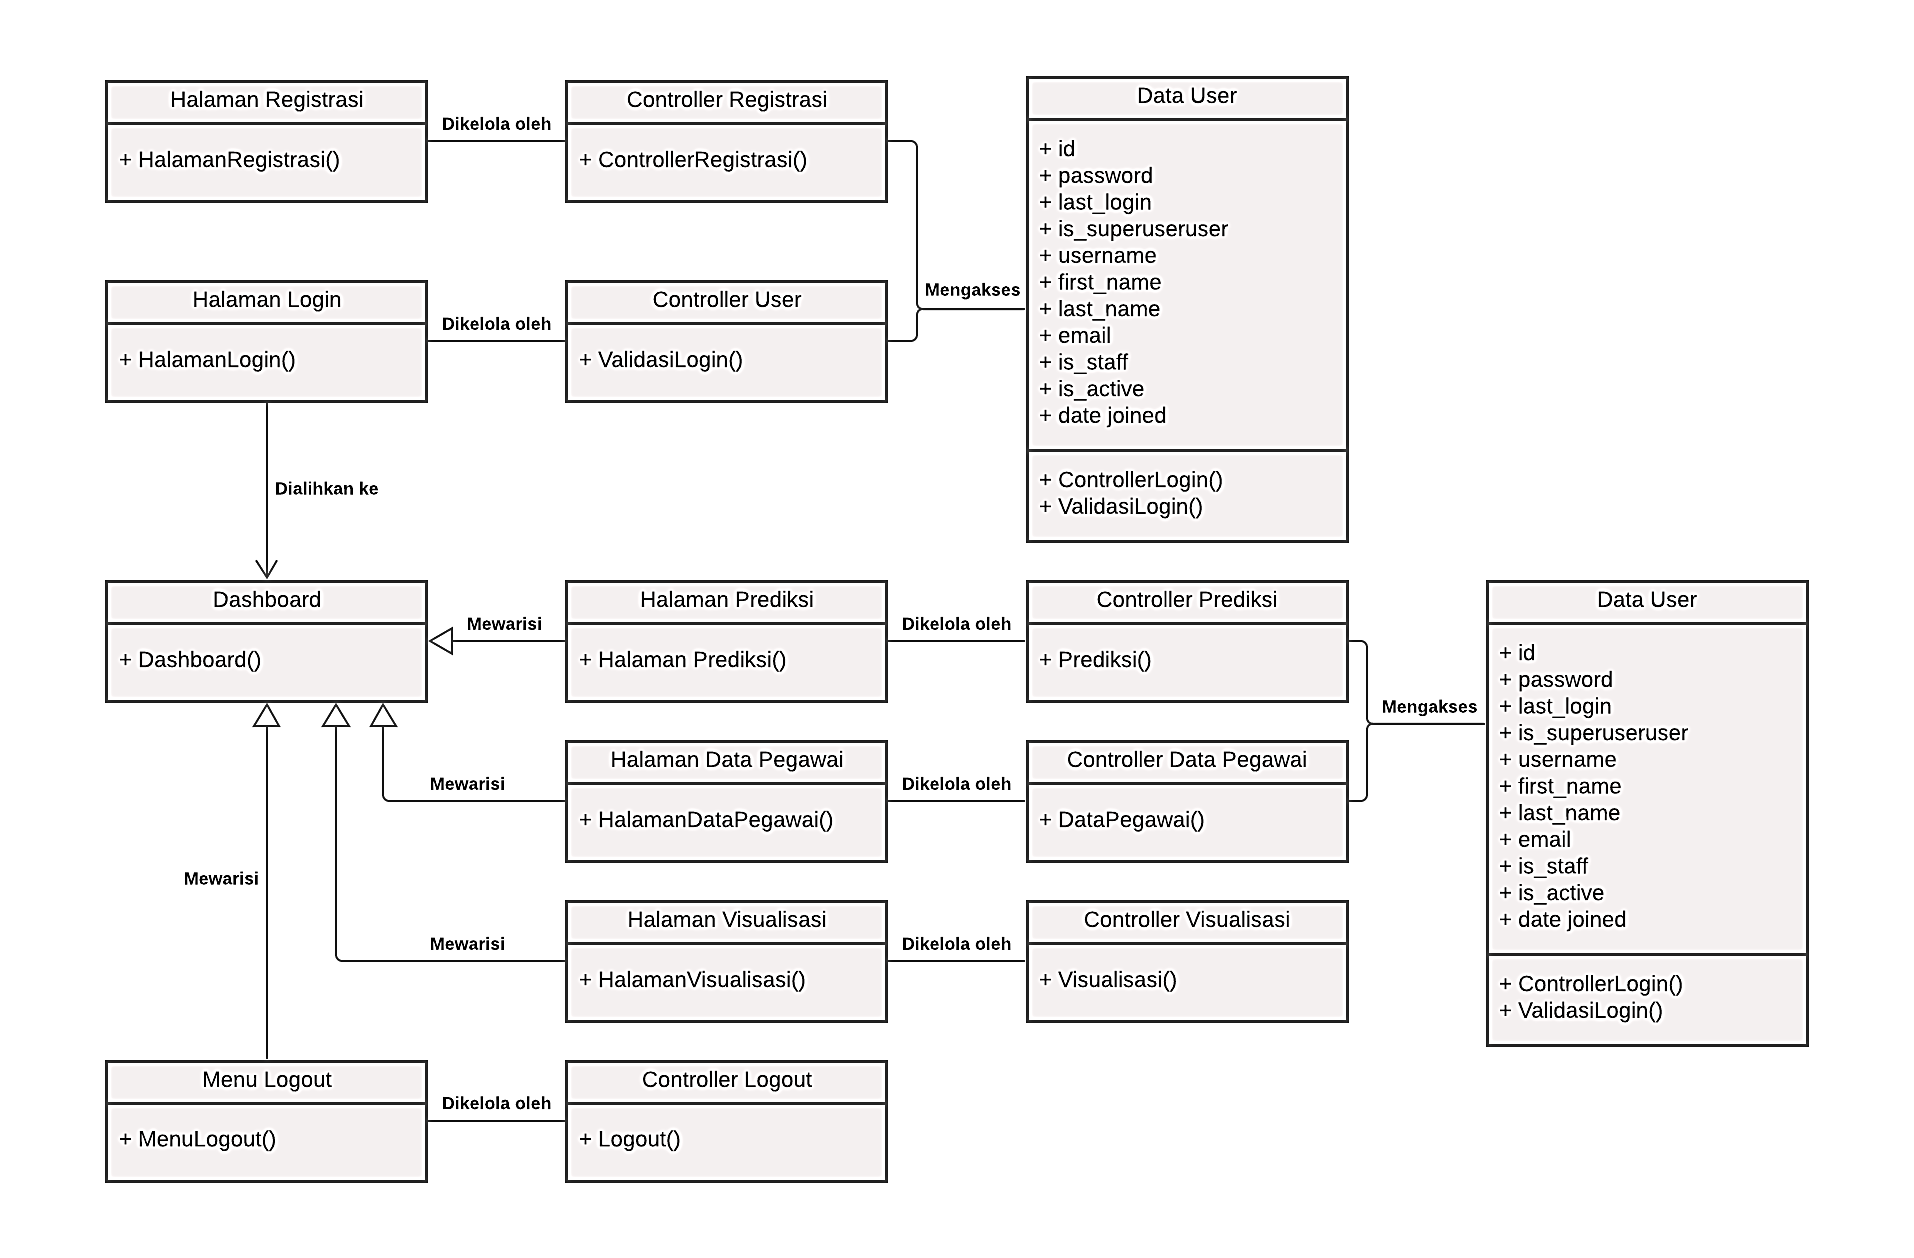 Halaman Registrasi
+ HalamanRegistrasi()
Dikelola oleh
Controller Registrasi
+ ControllerRegistrasi()
Mengakses
Data User
+ id
+ password
+ last_login
+ is_superuseruser
+ username
+ first_name
+ last_name
+ email
+ is_staff
+ is_active
+ date joined
+ ControllerLogin()
+ ValidasiLogin()
Halaman Login
+ HalamanLogin()
Dikelola oleh
Controller User
+ ValidasiLogin()
Dialihkan ke
Dashboard
+ Dashboard()
Mewarisi
Halaman Prediksi
+ Halaman Prediksi()
Dikelola oleh
Controller Prediksi
+ Prediksi()
Mengakses
Data User
+ id
+ password
+ last_login
+ is_superuseruser
+ username
+ first_name
+ last_name
+ email
+ is_staff
+ is_active
+ date joined
+ ControllerLogin()
+ ValidasiLogin()
Mewarisi
Halaman Data Pegawai
+ HalamanDataPegawai()
Dikelola oleh
Controller Data Pegawai
+ DataPegawai()
Mewarisi
Mewarisi
Halaman Visualisasi
+ HalamanVisualisasi()
Dikelola oleh
Controller Visualisasi
+ Visualisasi()
Menu Logout
+ MenuLogout()
Dikelola oleh
Controller Logout
+ Logout()